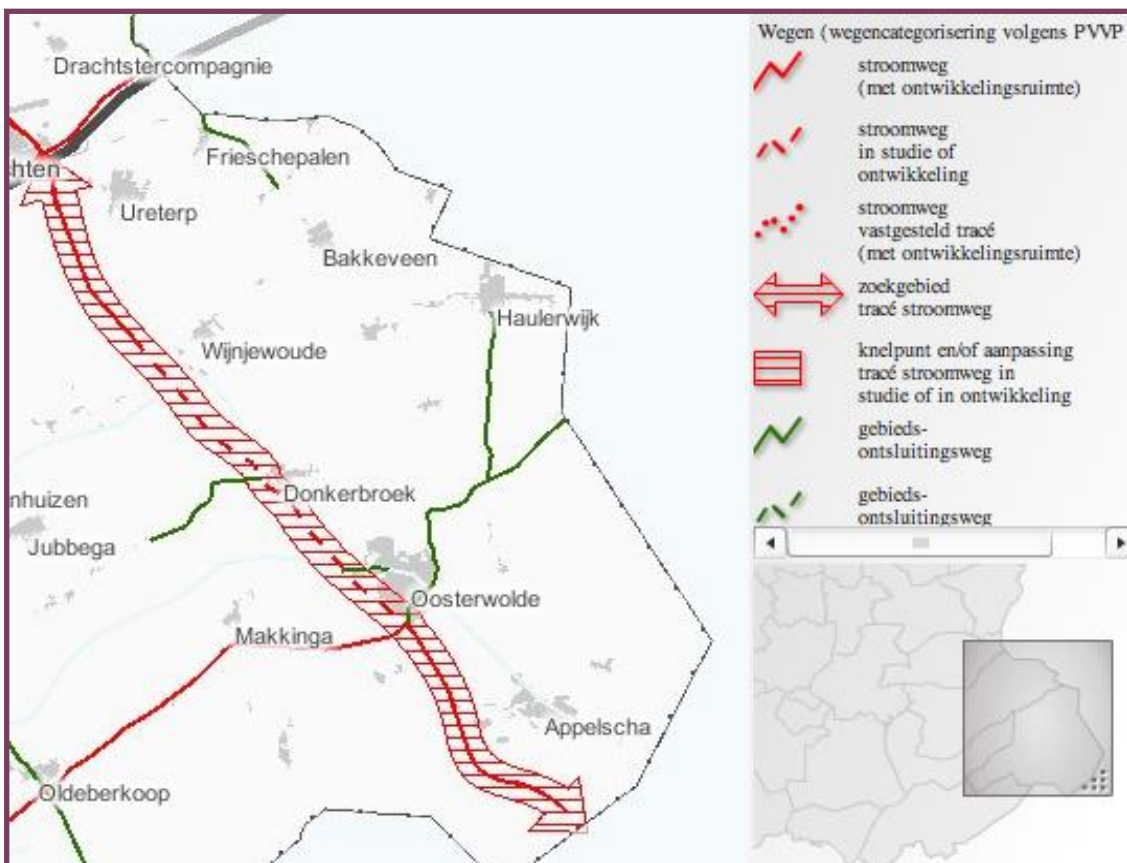 Drachtstercompagnie
Frieschepalen
chten
Ureterp
Bakkeveen
Haulerwijk
Wijnjewoude
Donkerbroek
nhuizen
Jubbega
Oosterwolde
Makkinga
Appelscha
Oldeberkoop
Wegen (wegencategorisering volgens PVVP
stroomweg
(met ontwikkelingsruimte)
stroomweg
in studie of
ontwikkeling
stroomweg
vastgesteld tracé
(met ontwikkelingsruimte)
zoekgebied
tracé stroomweg
knelpunt en/of aanpassing
tracé stroomweg in
studie of in ontwikkeling
gebieds-
ontsluitingsweg
gebieds-
ontsluitingsweg